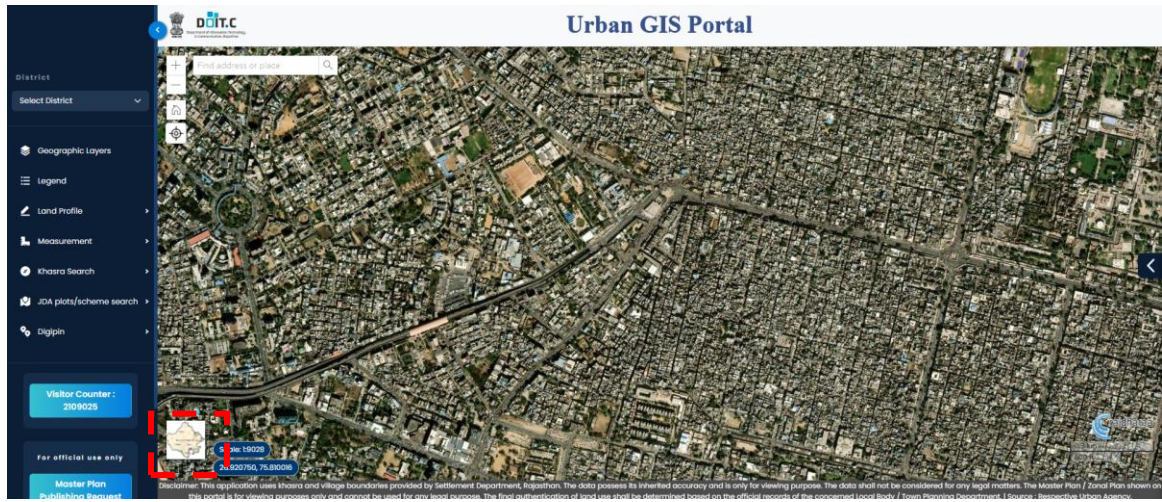 DOIT.C
Department of Information Technology
& Communication, Rajasthan
Urban GIS Portal
District
Select District
Find address or place
Geographic Layers
Legend
Land Profile
Measurement
Khasra Search
JDA plots/scheme search
Digipin
Visitor Counter :
2109025
For official use only
Master Plan
Publishing Request
Scale: 1:9028
920750, 75.810016
Disclaimer: This application uses khasra and village boundaries provided by Settlement Department, Rajasthan. The data possess its inherited accuracy and is only for viewing purpose. The data shall not be considered for any legal matters. The Master Plan / Zonal Plan shown on
this portal is for viewing purposes only and cannot be used for any legal purpose. The final authentication of land use shall be determined based on the official records of the concerned Local Body / Town Planning Department. | Source : Respective Urban Agency.